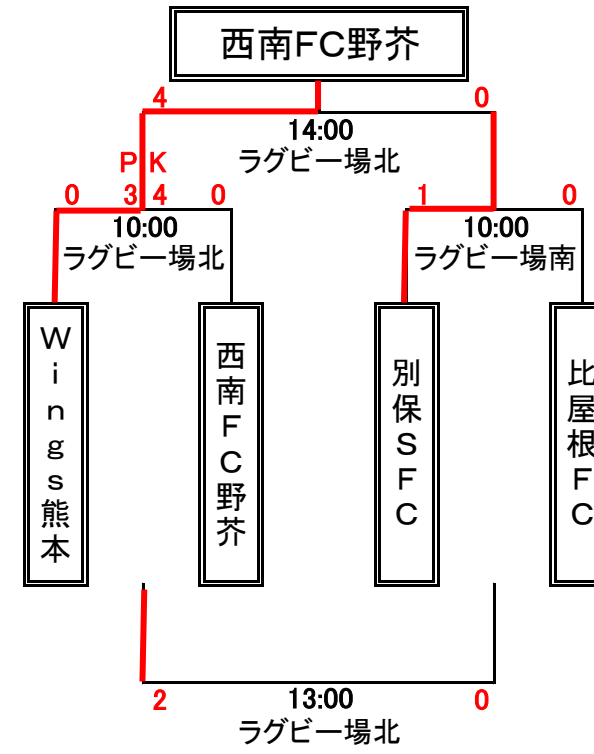 西南FC野芥
4 0
14:00
ラグビー場北
PK
0 3 4 0 1 0
10:00 10:00
ラグビー場北 ラグビー場南
Wings熊本
西南FC野芥
別保SFC
比屋根FC
2 13:00 0
ラグビー場北